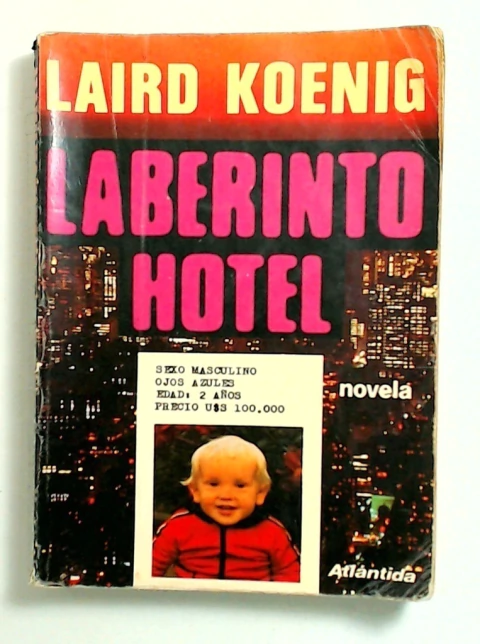 LAIRD KOENIG
LABERINTO
HOTEL
SEXO MASCULINO
OJOS AZULES
EDAD: 2 AÑOS
PRECIO U$S 100.000
novela
Atlántida